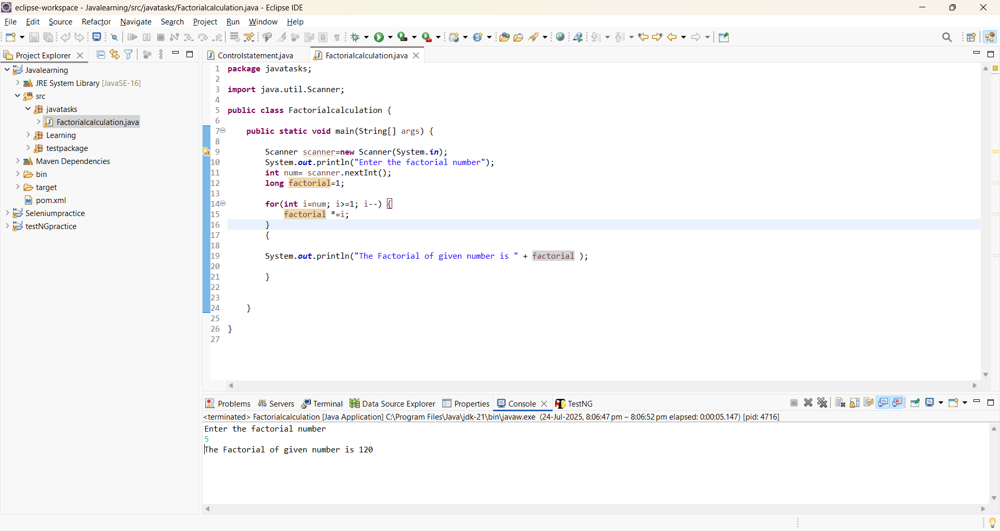 eclipse-workspace - Javalearning/src/javatasks/Factorialcalculation.java - Eclipse IDE
File Edit Source Refactor Navigate Search Project Run Window Help
Project Explorer
Javalearning
JRE System Library [JavaSE-16]
src
javatasks
Factorialcalculation.java
Learning
testpackage
Maven Dependencies
bin
target
pom.xml
Seleniumpractice
testNGpractice
Controlstatement.java Factorialcalculation.java
1 package javatasks;
2
3 import java.util.Scanner;
4
5 public class Factorialcalculation {
6
7 public static void main(String[] args) {
8
9 Scanner scanner=new Scanner(System.in);
10 System.out.println("Enter the factorial number");
11 int num= scanner.nextInt();
12 long factorial=1;
13
14 for(int i=num; i>=1; i--) {
15 factorial *=i;
16 }
17 {
18
19 System.out.println("The Factorial of given number is " + factorial );
20
21 }
22
23
24 }
25
26 }
27
Problems Servers Terminal Data Source Explorer Properties Console TestNG
<terminated> Factorialcalculation [Java Application] C:\Program Files\Java\jdk-21\bin\javaw.exe (24-Jul-2025, 8:06:47 pm – 8:06:52 pm elapsed: 0:00:05.147) [pid: 4716]
Enter the factorial number
5
The Factorial of given number is 120